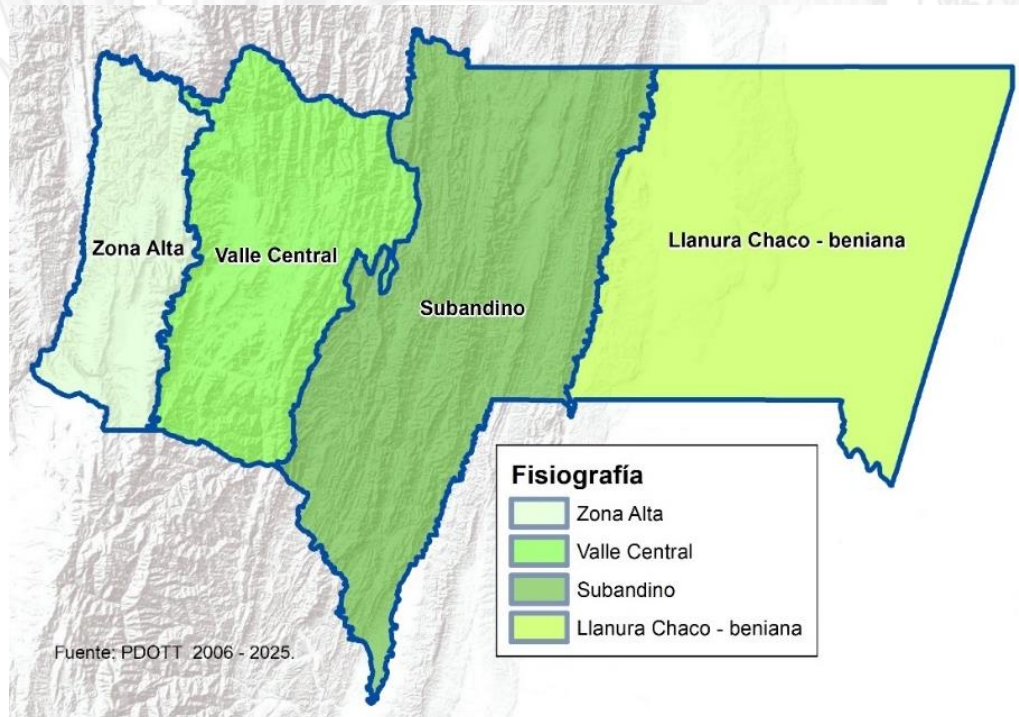 Zona Alta
Valle Central
Subandino
Llanura Chaco - beniana
Fisiografía
Zona Alta
Valle Central
Subandino
Llanura Chaco - beniana
Fuente: PDOTT 2006 - 2025.